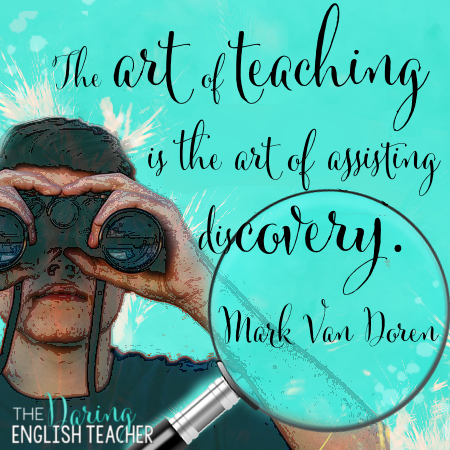 The art of teaching
is the art of assisting
discovery.
Mark Van Doren
THE Daring
ENGLISH TEACHER